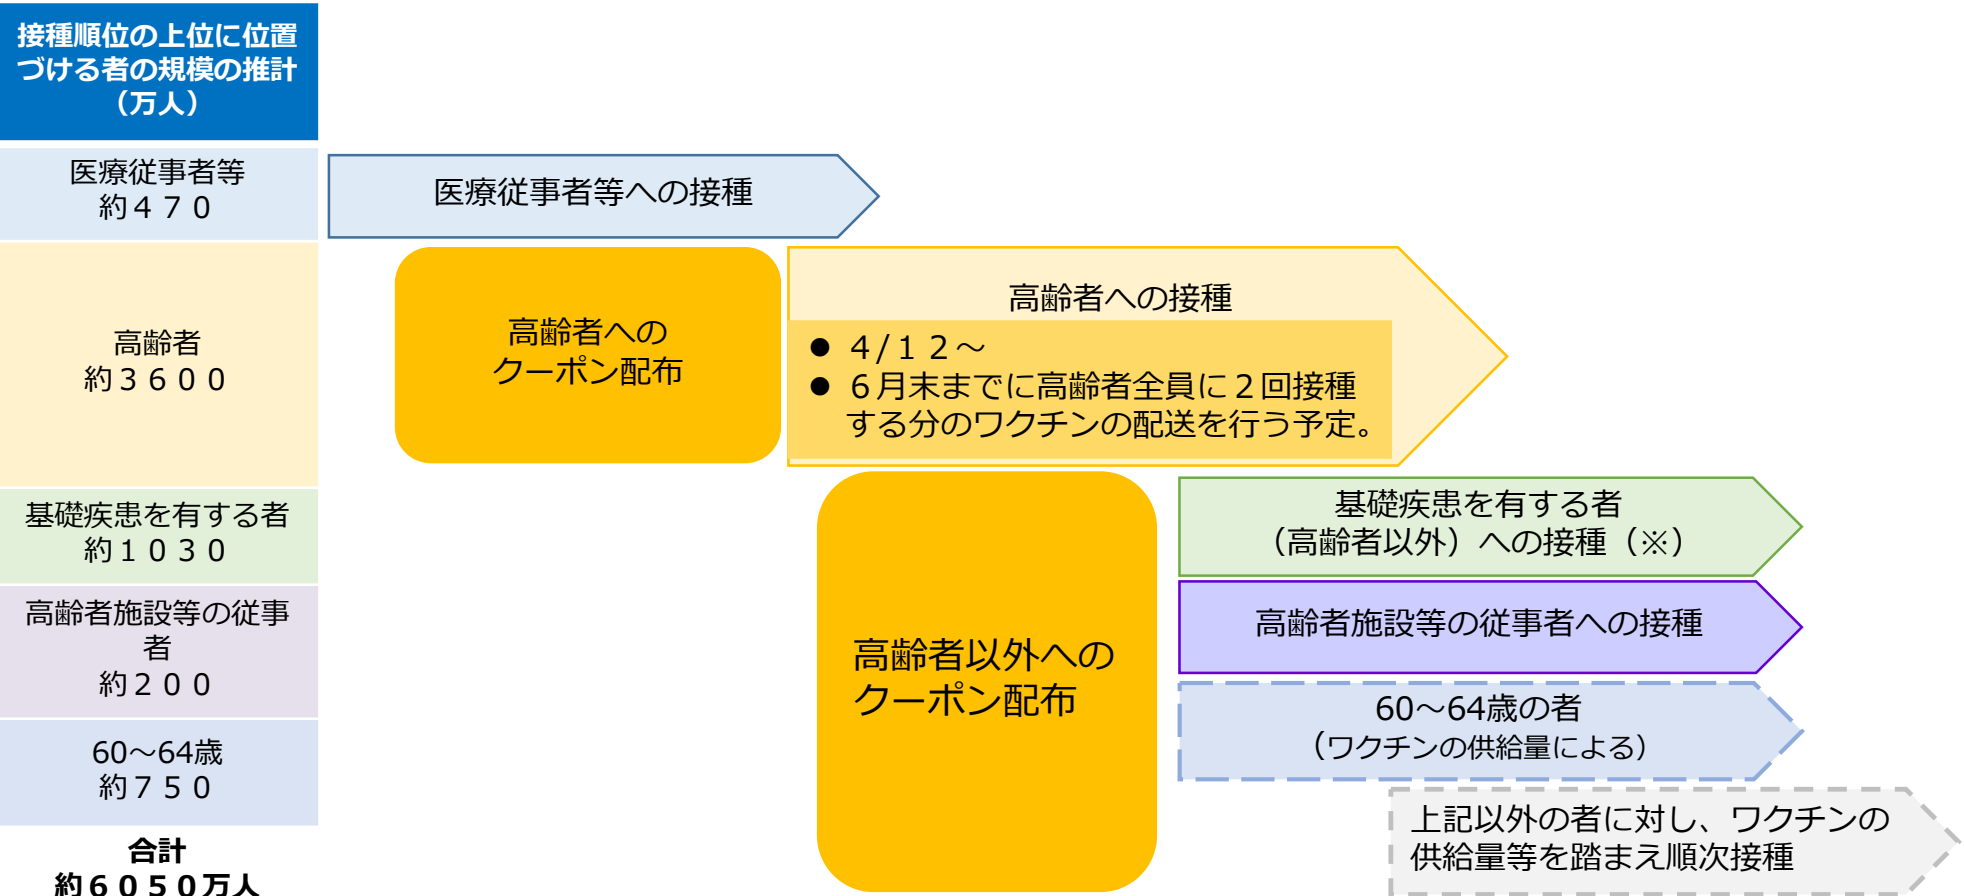 接種順位の上位に位置
づける者の規模の推計
（万人）
医療従事者等
約４７０
医療従事者等への接種
高齢者
約３６００
高齢者への
クーポン配布
高齢者への接種
● ４/１２～
● ６月末までに高齢者全員に２回接種
する分のワクチンの配送を行う予定。
基礎疾患を有する者
約１０３０
高齢者施設等の従事
者
約２００
60～64歳
約７５０
合計
約６０５０万人
高齢者以外への
クーポン配布
基礎疾患を有する者
（高齢者以外）への接種（※）
高齢者施設等の従事者への接種
60～64歳の者
（ワクチンの供給量による）
上記以外の者に対し、ワクチンの
供給量等を踏まえ順次接種